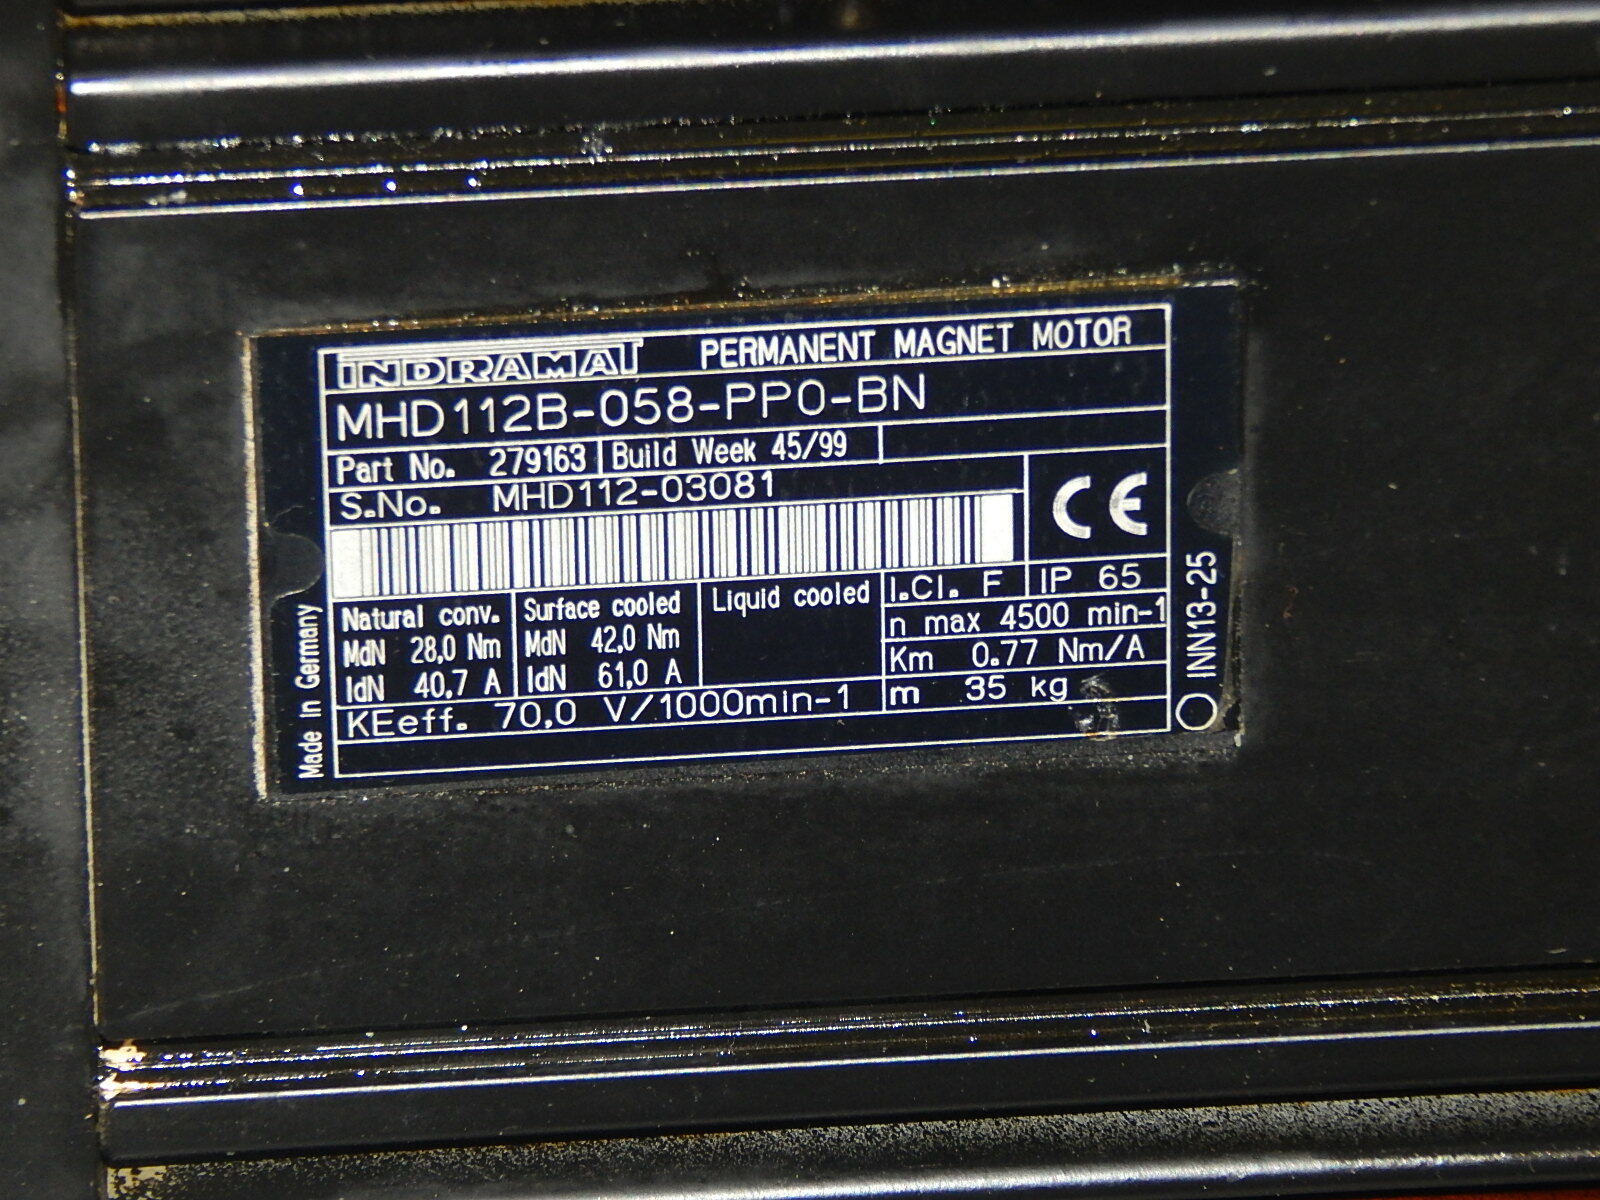 INDRAMAT PERMANENT MAGNET MOTOR
MHD112B-058-PP0-BN
Part No. 279163 Build Week 45/99
S.No. MHD112-03081
CE
I.Cl. F IP 65
Natural conv.
MdN 28,0 Nm
IdN 40,7 A
Surface cooled
MdN 42,0 Nm
IdN 61,0 A
Liquid cooled
n max 4500 min-1
Km 0.77 Nm/A
m 35 kg
KEeff. 70,0 V/1000min-1
Made in Germany
INN13-25